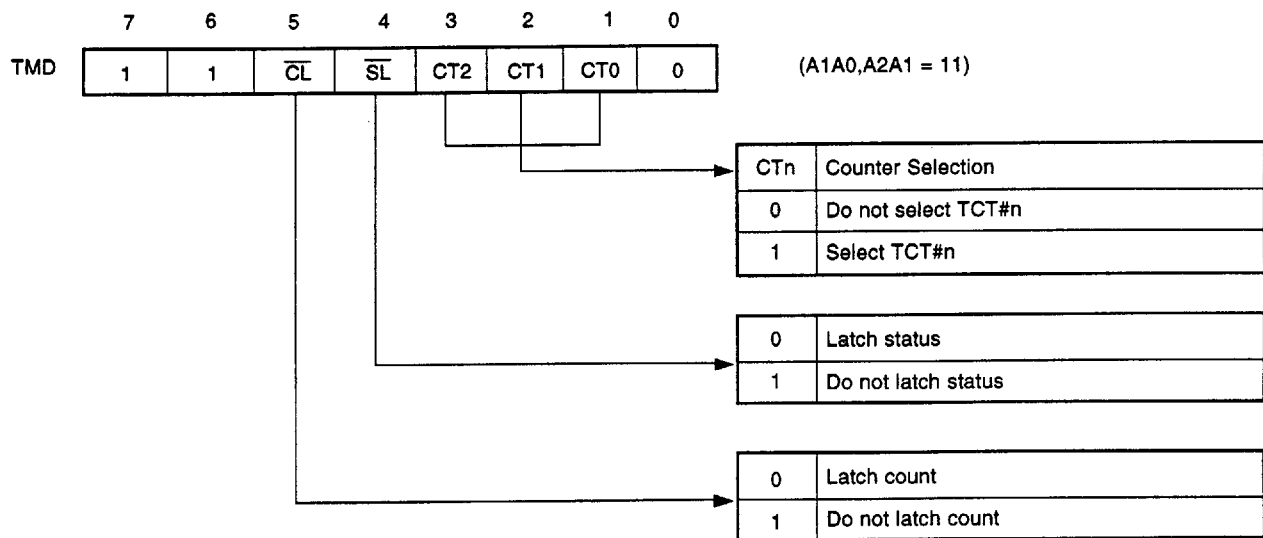 7 6 5 4 3 2 1 0
TMD 1 1 C̅L̅ S̅L̅ CT2 CT1 CT0 0 (A1A0,A2A1 = 11)
CTn Counter Selection
0 Do not select TCT#n
1 Select TCT#n
0 Latch status
1 Do not latch status
0 Latch count
1 Do not latch count